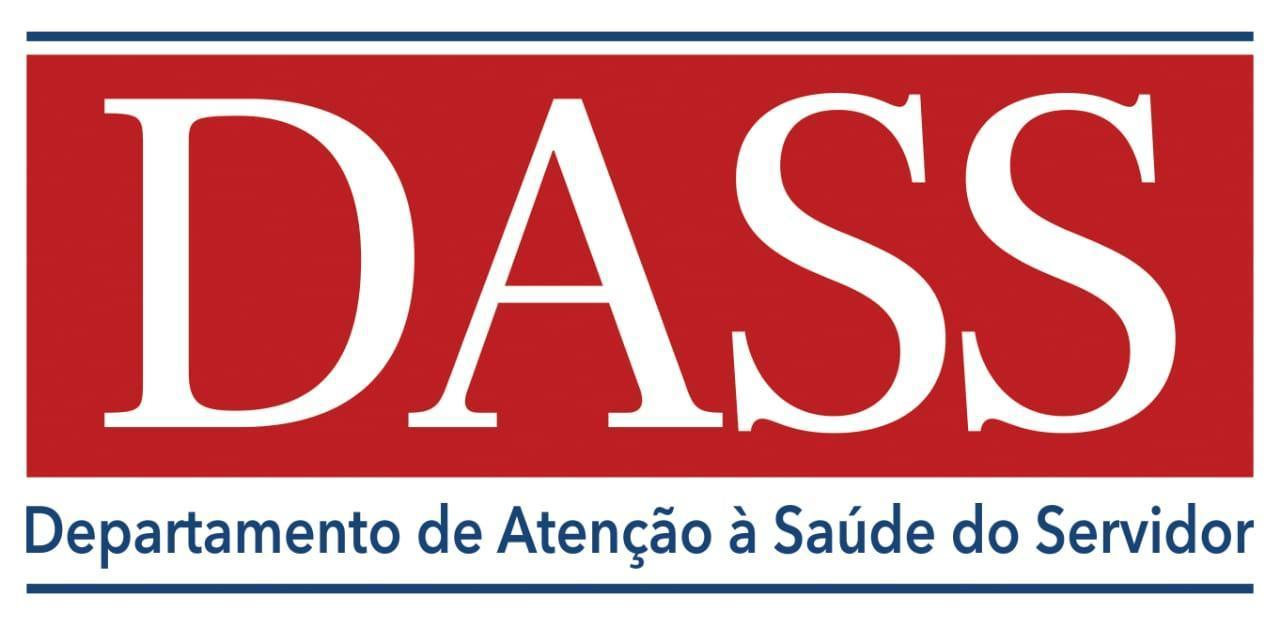 DASS
Departamento de Atenção à Saúde do Servidor